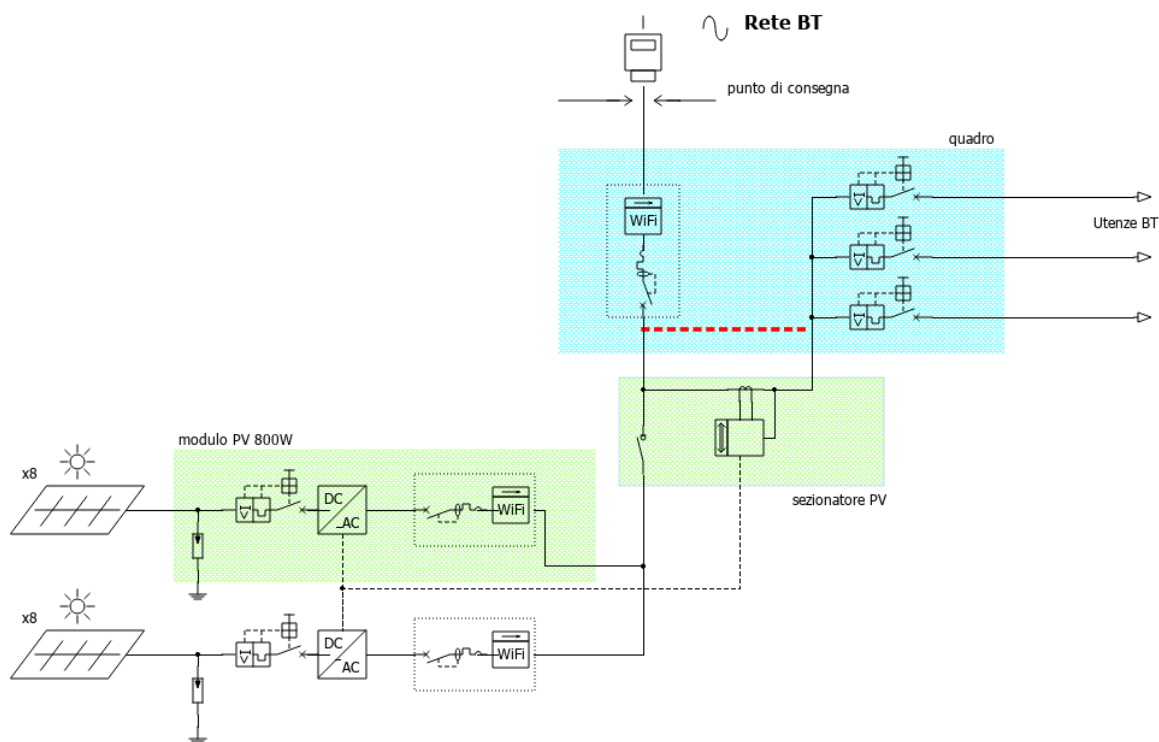 Rete BT
punto di consegna
quadro
WiFi
Utenze BT
modulo PV 800W
x8
DC
AC
WiFi
sezionatore PV
x8
DC
AC
WiFi